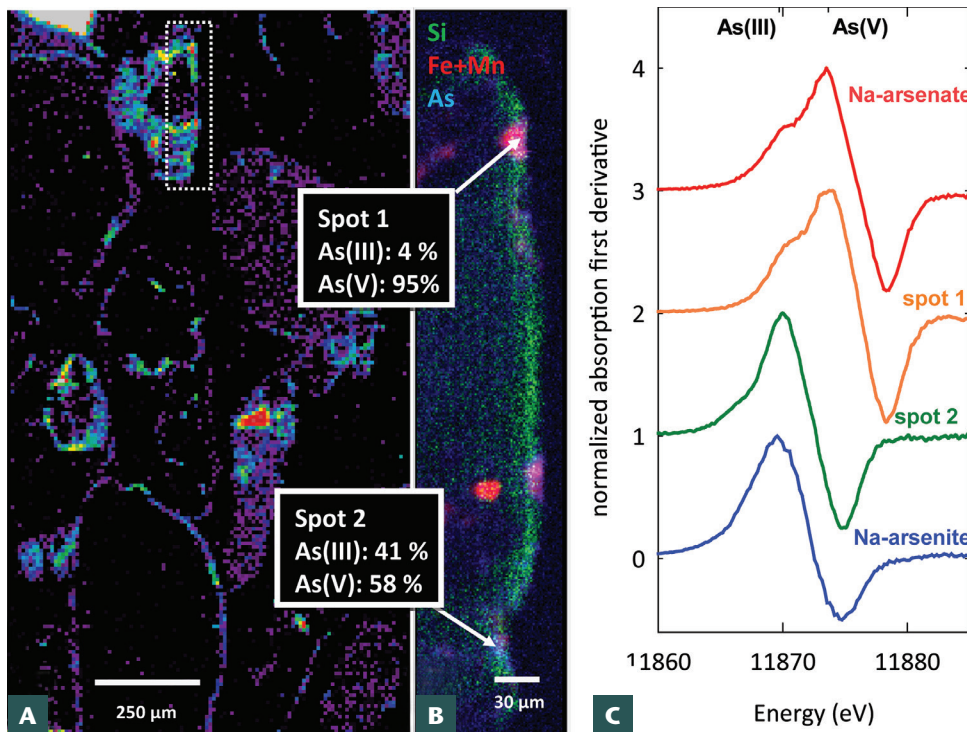 Spot 1
As(III): 4 %
As(V): 95%
Spot 2
As(III): 41 %
As(V): 58 %
250 µm
A
Si
Fe+Mn
As
30 µm
B
As(III) As(V)
4
3
2
1
0
normalized absorption first derivative
Na-arsenate
spot 1
spot 2
Na-arsenite
11860 11870 11880
Energy (eV)
C